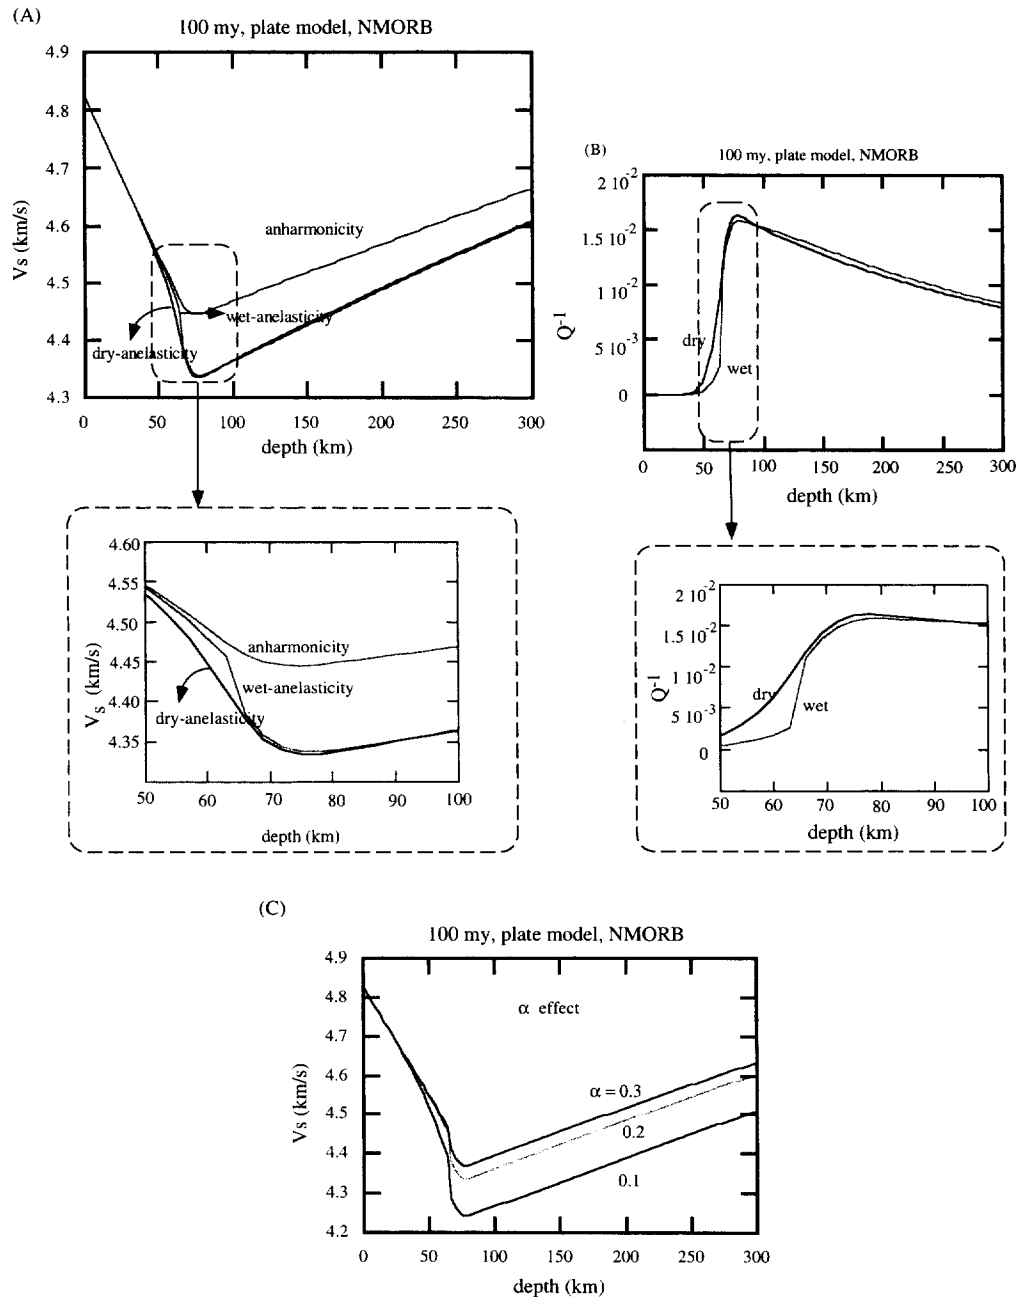 (A)
100 my, plate model, NMORB
4.9
4.8
4.7
4.6
4.5
4.4
4.3
Vs (km/s)
anharmonicity
wet-anelasticity
dry-anelasticity
0 50 100 150 200 250 300
depth (km)
(B)
100 my, plate model, NMORB
2 10-2
1.5 10-2
1 10-2
5 10-3
0
Q-1
dry
wet
0 50 100 150 200 250 300
depth (km)
4.60
4.55
4.50
4.45
4.40
4.35
Vs (km/s)
anharmonicity
wet-anelasticity
dry-anelasticity
50 60 70 80 90 100
depth (km)
2 10-2
1.5 10-2
1 10-2
5 10-3
0
Q-1
dry
wet
50 60 70 80 90 100
depth (km)
(C)
100 my, plate model, NMORB
4.9
4.8
4.7
4.6
4.5
4.4
4.3
4.2
Vs (km/s)
α effect
α = 0.3
0.2
0.1
0 50 100 150 200 250 300
depth (km)